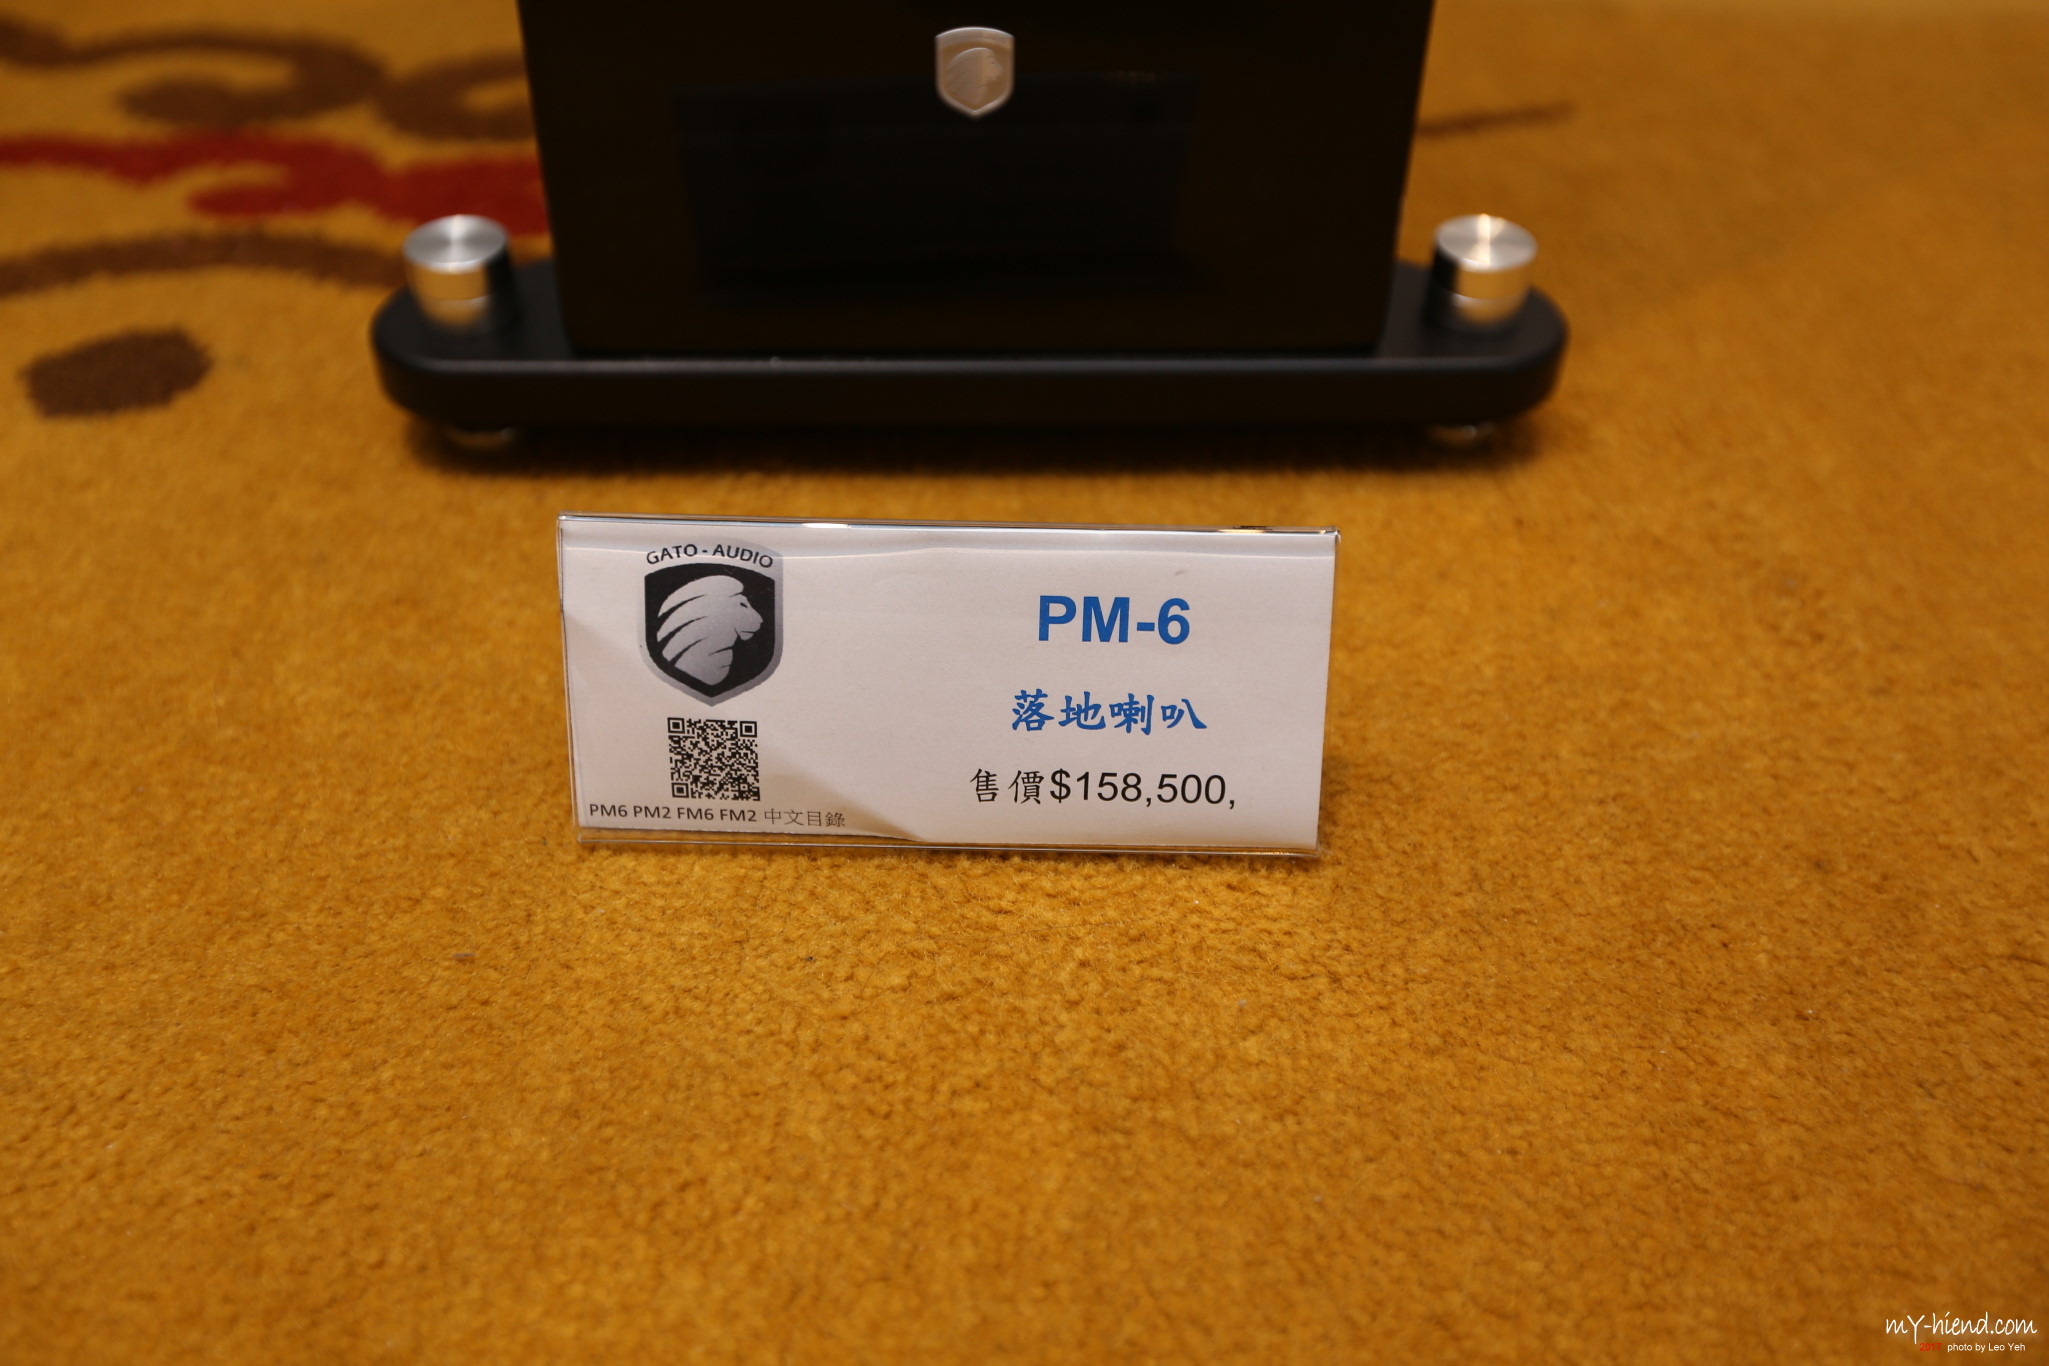 GATO - AUDIO
PM-6
落地喇叭
售價$158,500,
PM6 PM2 FM6 FM2 中文目錄
my-hiend.com
2017 photo by Leo Yeh